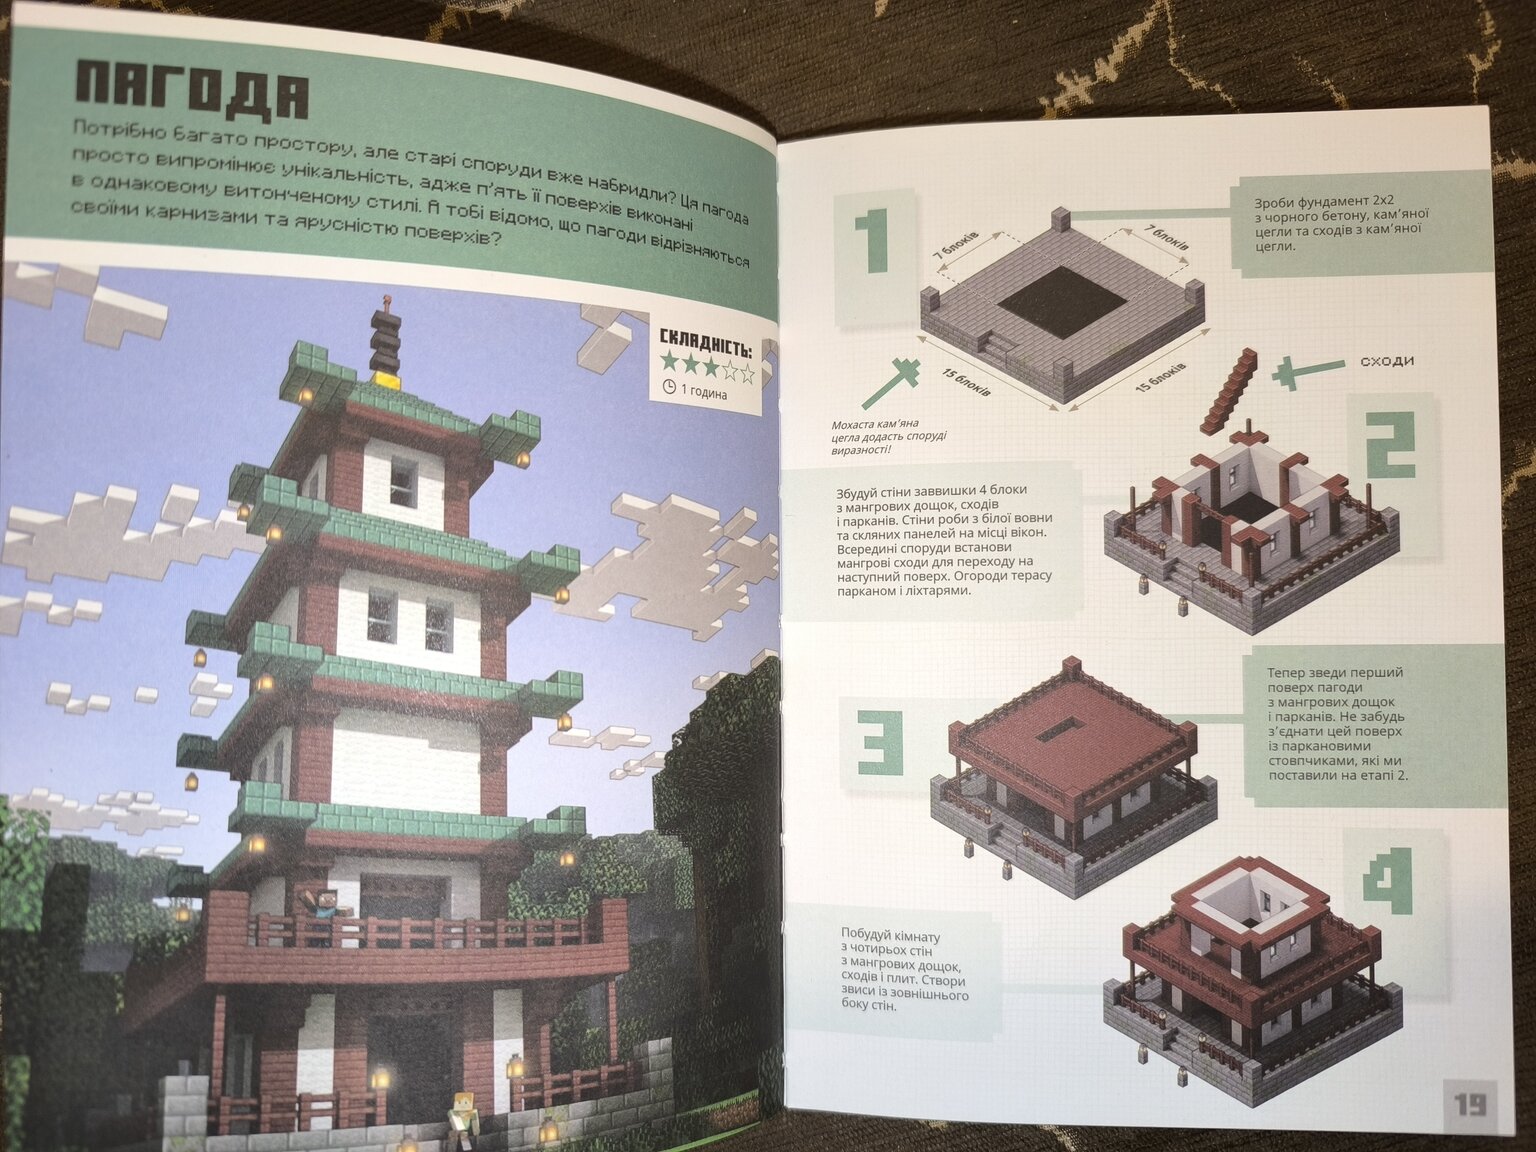 ПАГОДА
Потрібно багато простору, але старі споруди вже набридли? Ця пагода
просто випромінює унікальність, адже п'ять її поверхів виконані
в однаковому витонченому стилі. А тобі відомо, що пагоди відрізняються
своїми карнизами та ярусністю поверхів?
СКЛАДНІСТЬ:
1 година
1
7 блоків
7 блоків
15 блоків
15 блоків
Зроби фундамент 2х2
з чорного бетону, кам'яної
цегли та сходів з кам'яної
цегли.
Мохаста кам'яна
цегла додасть споруді
виразності!
сходи
2
Збудуй стіни заввишки 4 блоки
з мангрових дощок, сходів
і парканів. Стіни роби з білої вовни
та скляних панелей на місці вікон.
Всередині споруди встанови
мангрові сходи для переходу на
наступний поверх. Огороди терасу
парканом і ліхтарями.
3
Тепер зведи перший
поверх пагоди
з мангрових дощок
і парканів. Не забудь
з'єднати цей поверх
із паркановими
стовпчиками, які ми
поставили на етапі 2.
4
Побудуй кімнату
з чотирьох стін
з мангрових дощок,
сходів і плит. Створи
звиси із зовнішнього
боку стін.
19